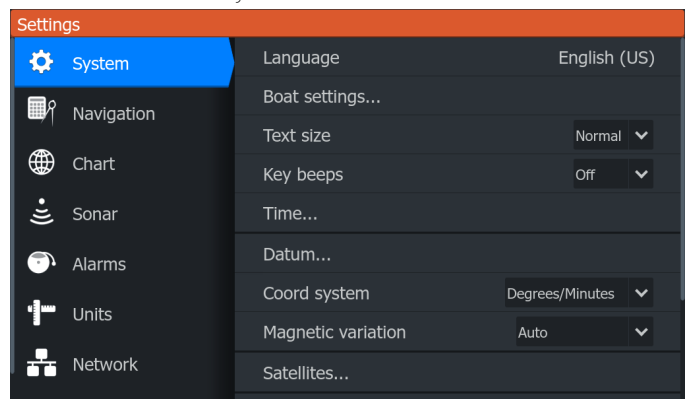 Settings
System
Navigation
Chart
Sonar
Alarms
Units
Network
Language English (US)
Boat settings...
Text size Normal
Key beeps Off
Time...
Datum...
Coord system Degrees/Minutes
Magnetic variation Auto
Satellites...